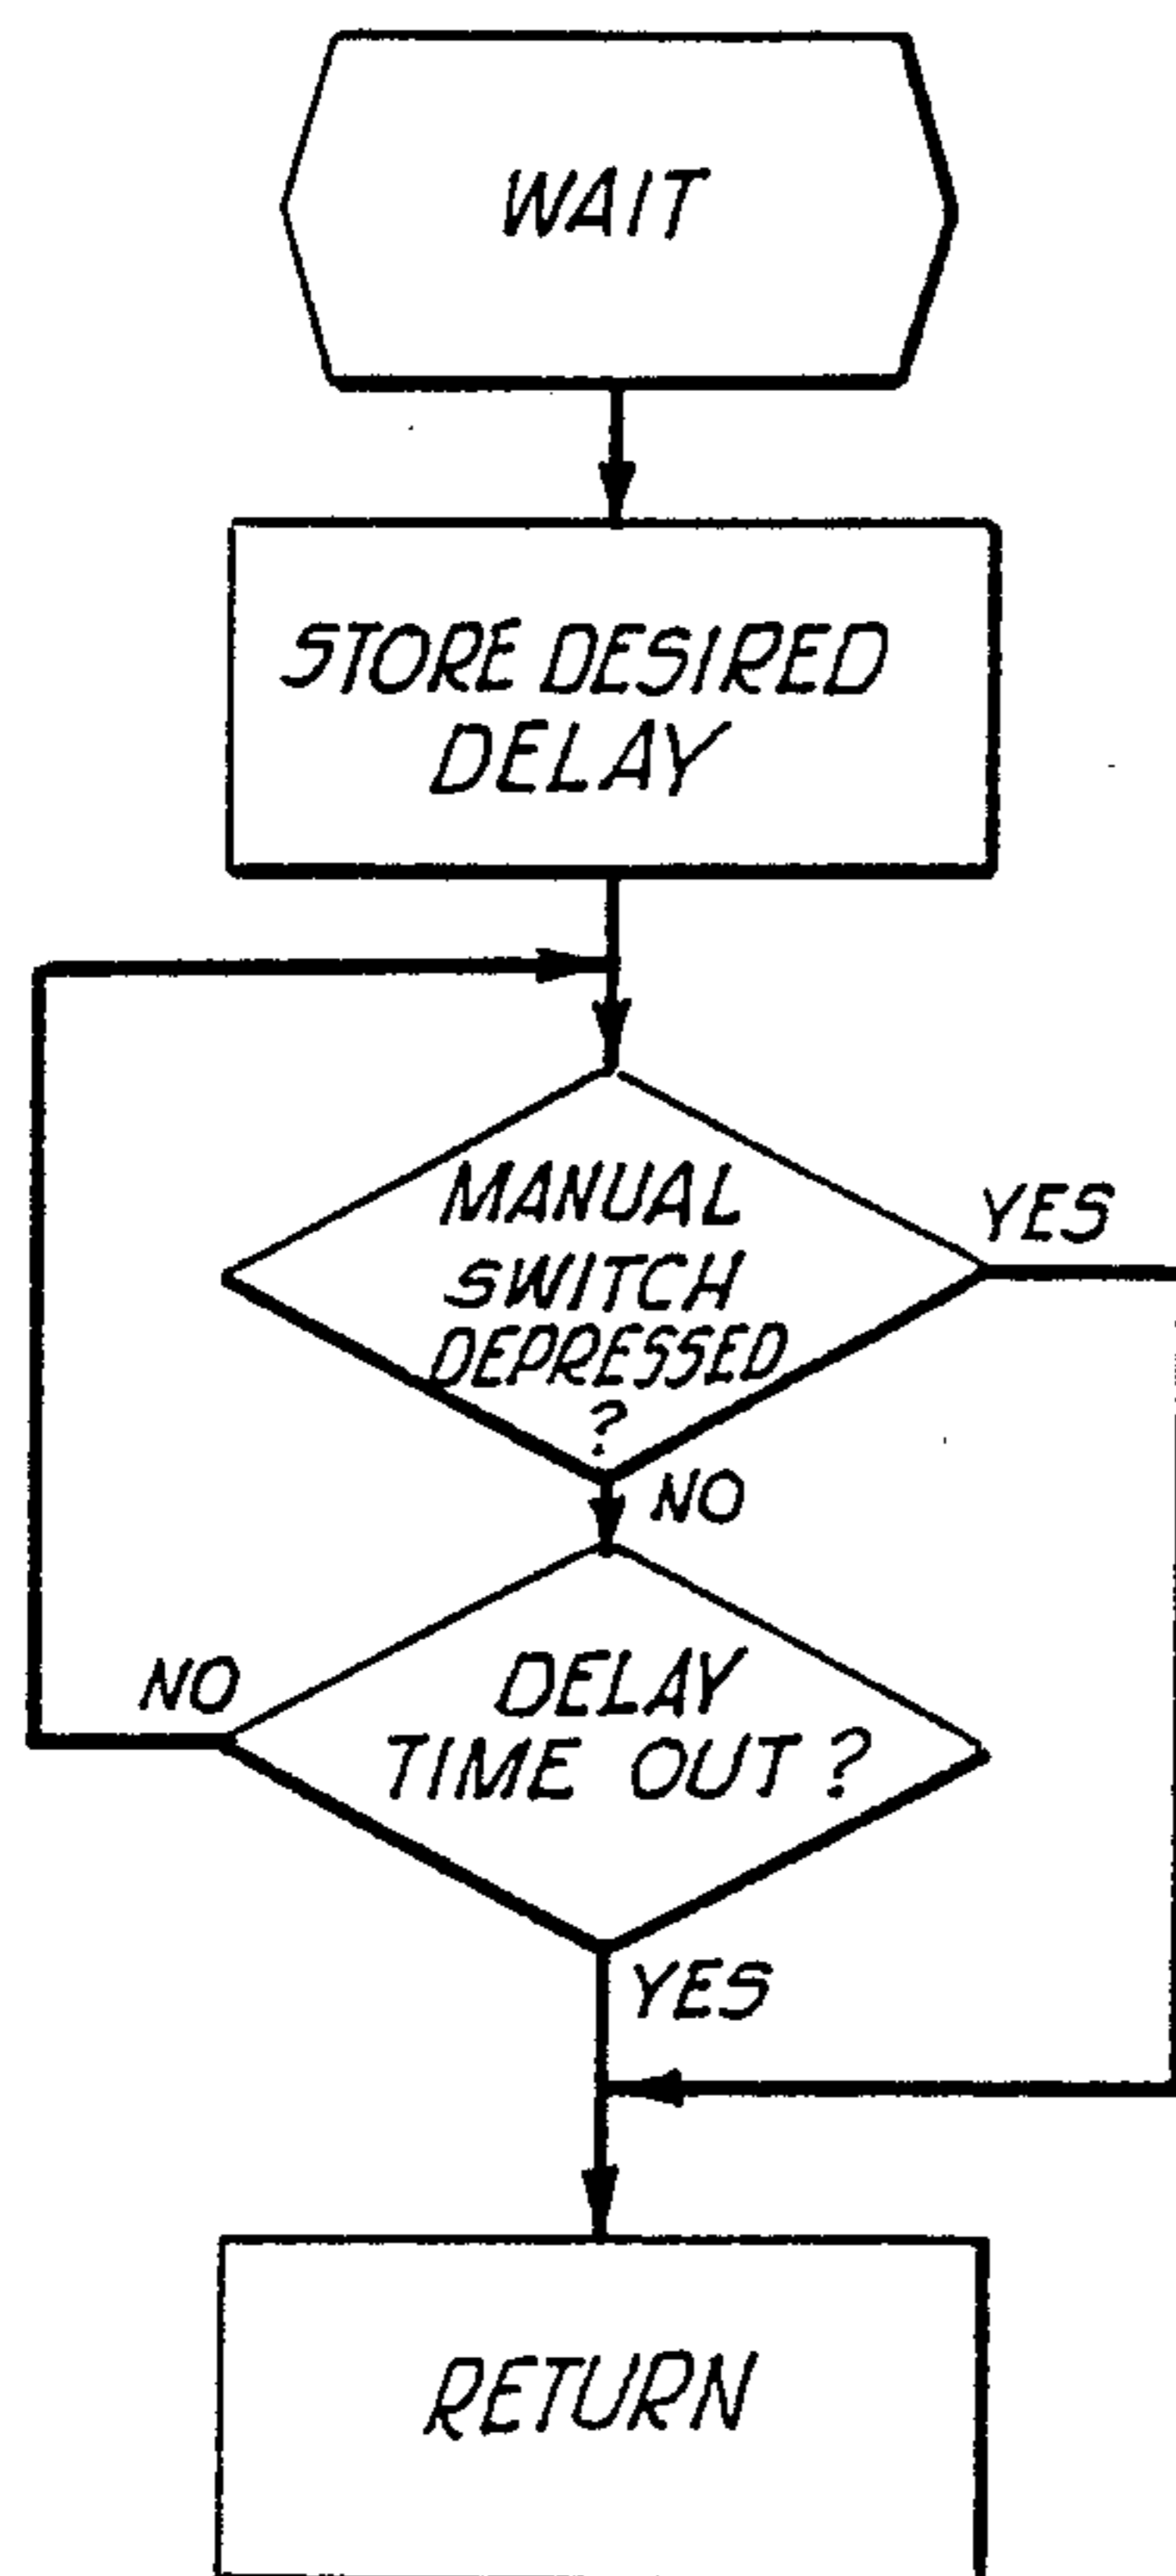 WAIT
STORE DESIRED
DELAY
MANUAL
SWITCH
DEPRESSED
?
YES
NO
DELAY
TIME OUT ?
NO
YES
RETURN